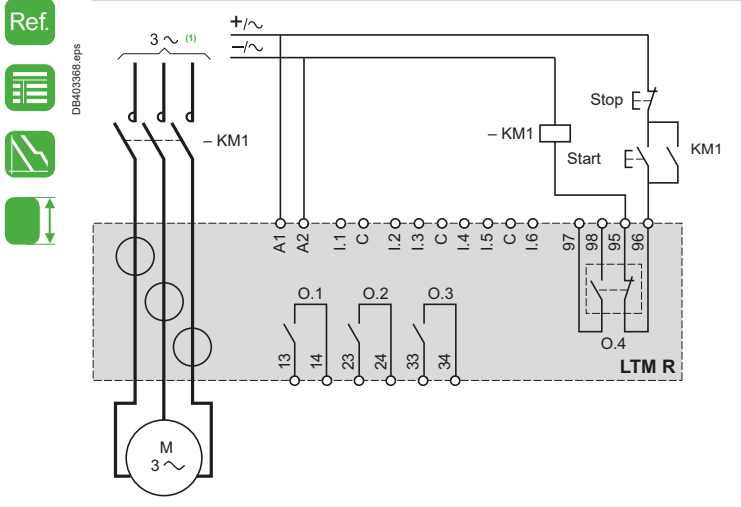 Ref.
DB403368.eps
3 ∼ (1)
+/∼
−/∼
– KM1
– KM1
Stop
Start
KM1
A1
A2
I.1
C
I.2
I.3
C
I.4
I.5
C
I.6
97
98
95
96
O.1
O.2
O.3
O.4
13
14
23
24
33
34
LTM R
M
3 ∼